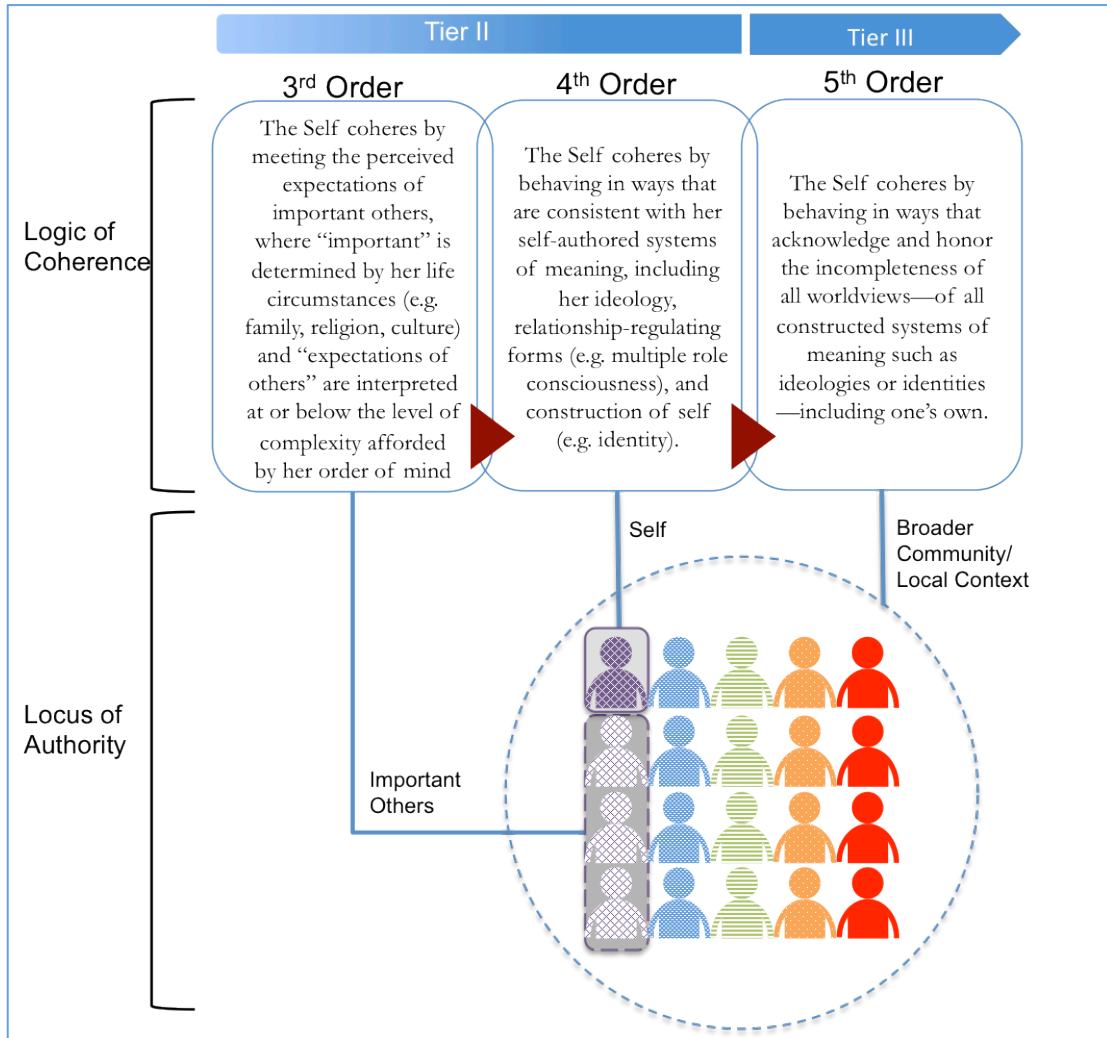 Tier II
Tier III
3rd Order
4th Order
5th Order
Logic of
Coherence
The Self coheres by
meeting the perceived
expectations of
important others,
where “important” is
determined by her life
circumstances (e.g.
family, religion, culture)
and “expectations of
others” are interpreted
at or below the level of
complexity afforded
by her order of mind
The Self coheres by
behaving in ways that
are consistent with her
self-authored systems
of meaning, including
her ideology,
relationship-regulating
forms (e.g. multiple role
consciousness), and
construction of self
(e.g. identity).
The Self coheres by
behaving in ways that
acknowledge and honor
the incompleteness of
all worldviews—of all
constructed systems of
meaning such as
ideologies or identities
—including one’s own.
Locus of
Authority
Important
Others
Self
Broader
Community/
Local Context